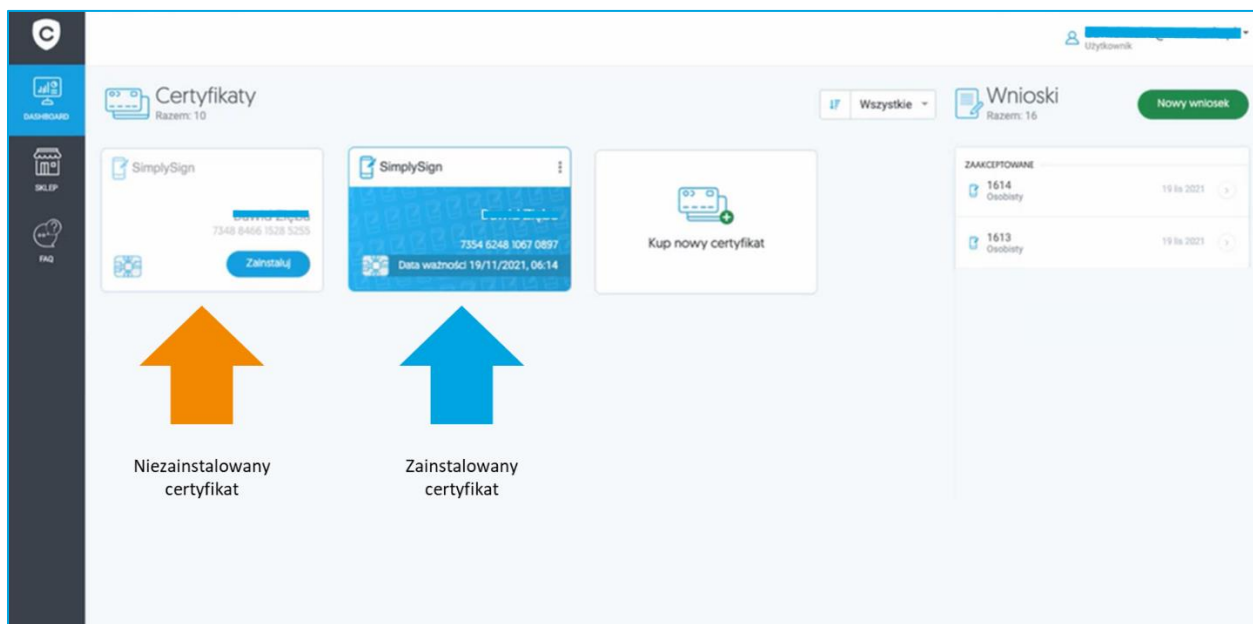 C
Użytkownik
DASHBOARD
SKLEP
FAQ
Certyfikaty
Razem: 10
Wszystkie
SimplySign
7348 8466 1528 5255
Zainstaluj
SimplySign
7354 6248 1067 0897
Data ważności 19/11/2021, 06:14
Kup nowy certyfikat
Wnioski
Razem: 16
Nowy wniosek
ZAAKCEPTOWANE
1614
Osobisty
19 lis 2021
1613
Osobisty
19 lis 2021
Niezainstalowany
certyfikat
Zainstalowany
certyfikat